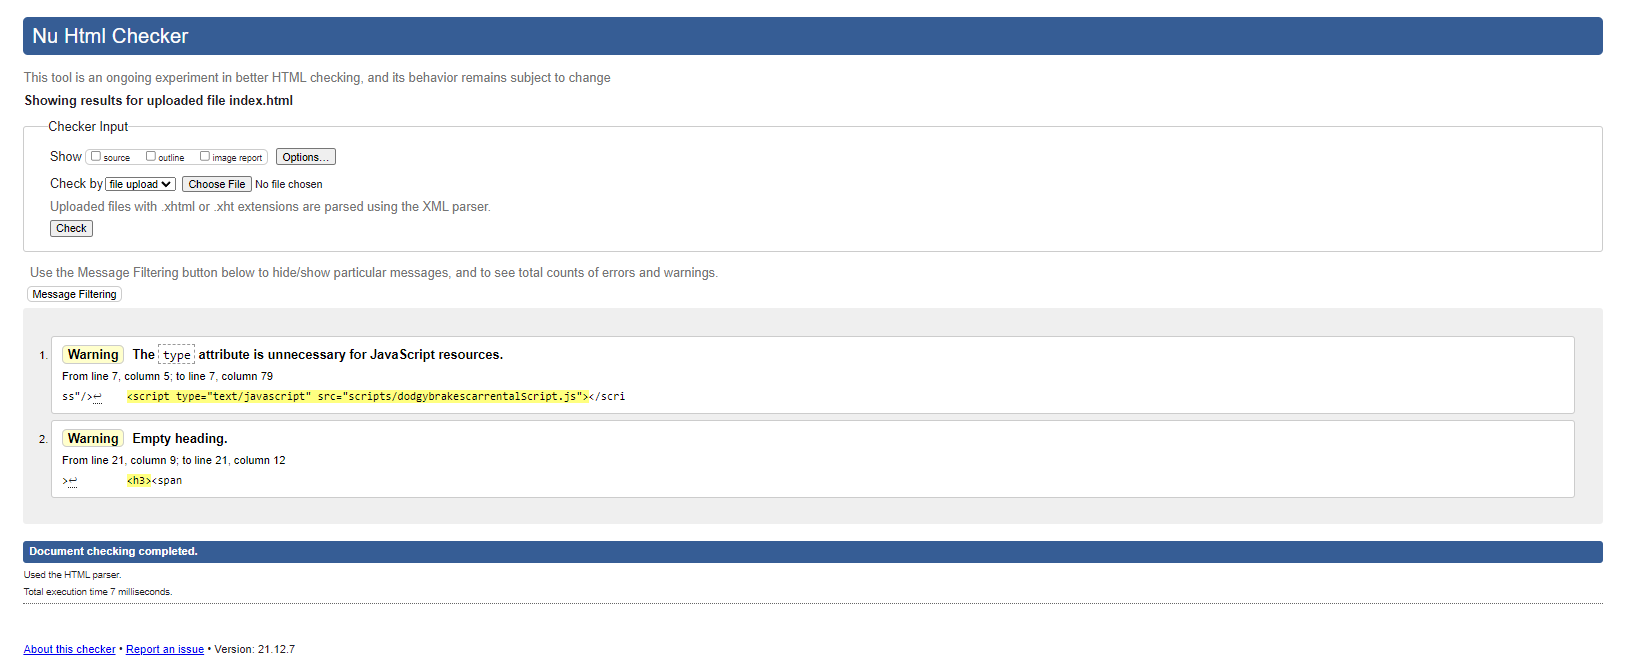 Nu Html Checker
This tool is an ongoing experiment in better HTML checking, and its behavior remains subject to change
Showing results for uploaded file index.html
Checker Input
Show source outline image report Options...
Check by file upload Choose File No file chosen
Uploaded files with .xhtml or .xht extensions are parsed using the XML parser.
Check
Use the Message Filtering button below to hide/show particular messages, and to see total counts of errors and warnings.
Message Filtering
1. Warning The type attribute is unnecessary for JavaScript resources.
From line 7, column 5; to line 7, column 79
ss"/>↩ <script type="text/javascript" src="scripts/dodgybrakescarrentalScript.js"></scri
2. Warning Empty heading.
From line 21, column 9; to line 21, column 12
>↩ <h3><span
Document checking completed.
Used the HTML parser.
Total execution time 7 milliseconds.
About this checker • Report an issue • Version: 21.12.7